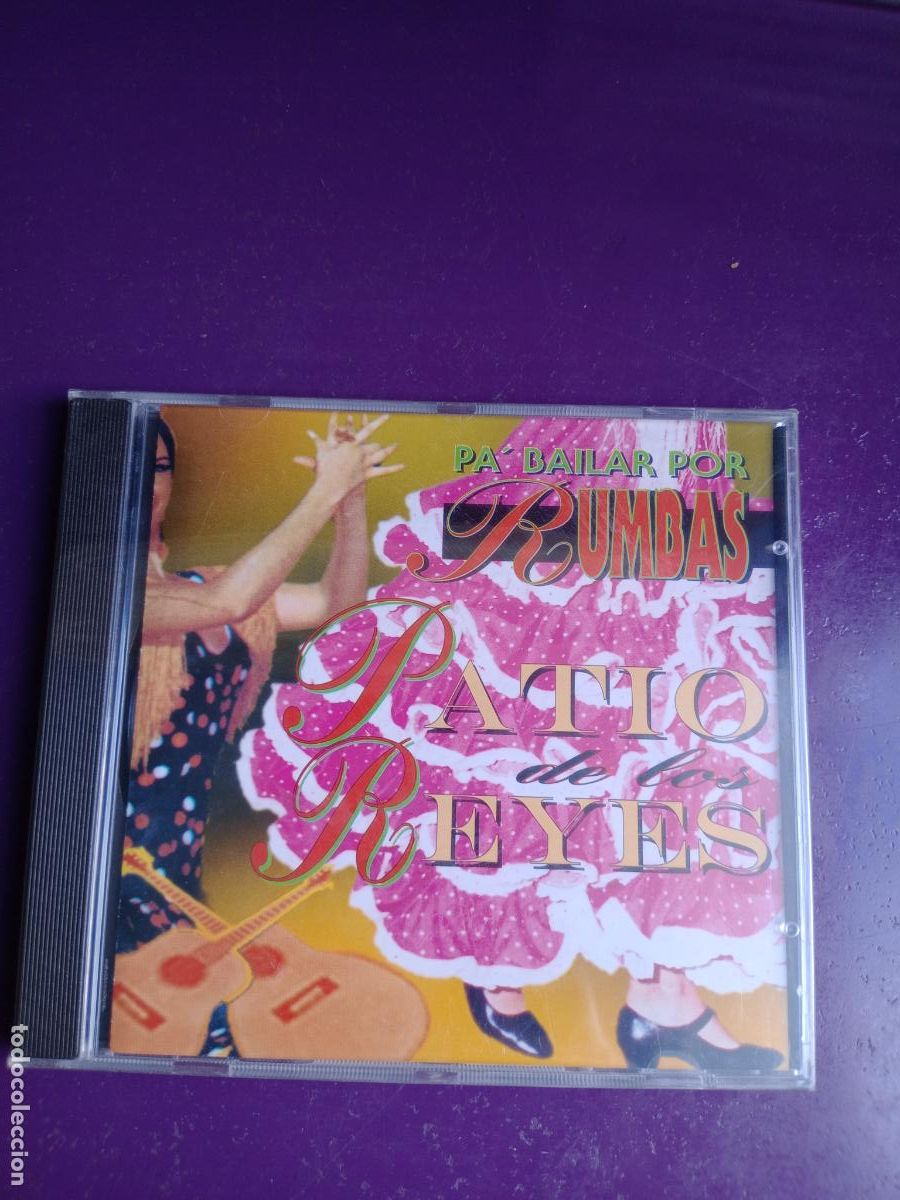 PA´ BAILAR POR
RUMBAS
PATIO
de los
REYES
todocoleccion